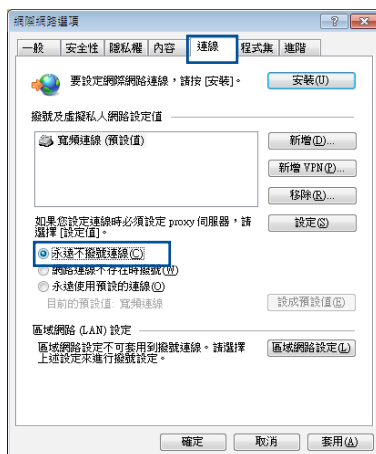 網際網路選項
一般 安全性 隱私權 內容 連線 程式集 進階
要設定網際網路連線，請按 [安裝]。 安裝(U)
撥號及虛擬私人網路設定值
寬頻連線 (預設值) 新增(D)...
新增 VPN(P)...
移除(R)...
如果您設定連線時必須設定 proxy 伺服器，請 設定(S)
選擇 [設定值]。
永遠不撥號連線(C)
網路連線不存在時撥號(W)
永遠使用預設的連線(O)
目前的預設值: 寬頻連線 設成預設值(E)
區域網路 (LAN) 設定
區域網路設定不可套用到撥號連線。請選擇 區域網路設定(L)
上述設定來進行撥號設定。
確定 取消 套用(A)